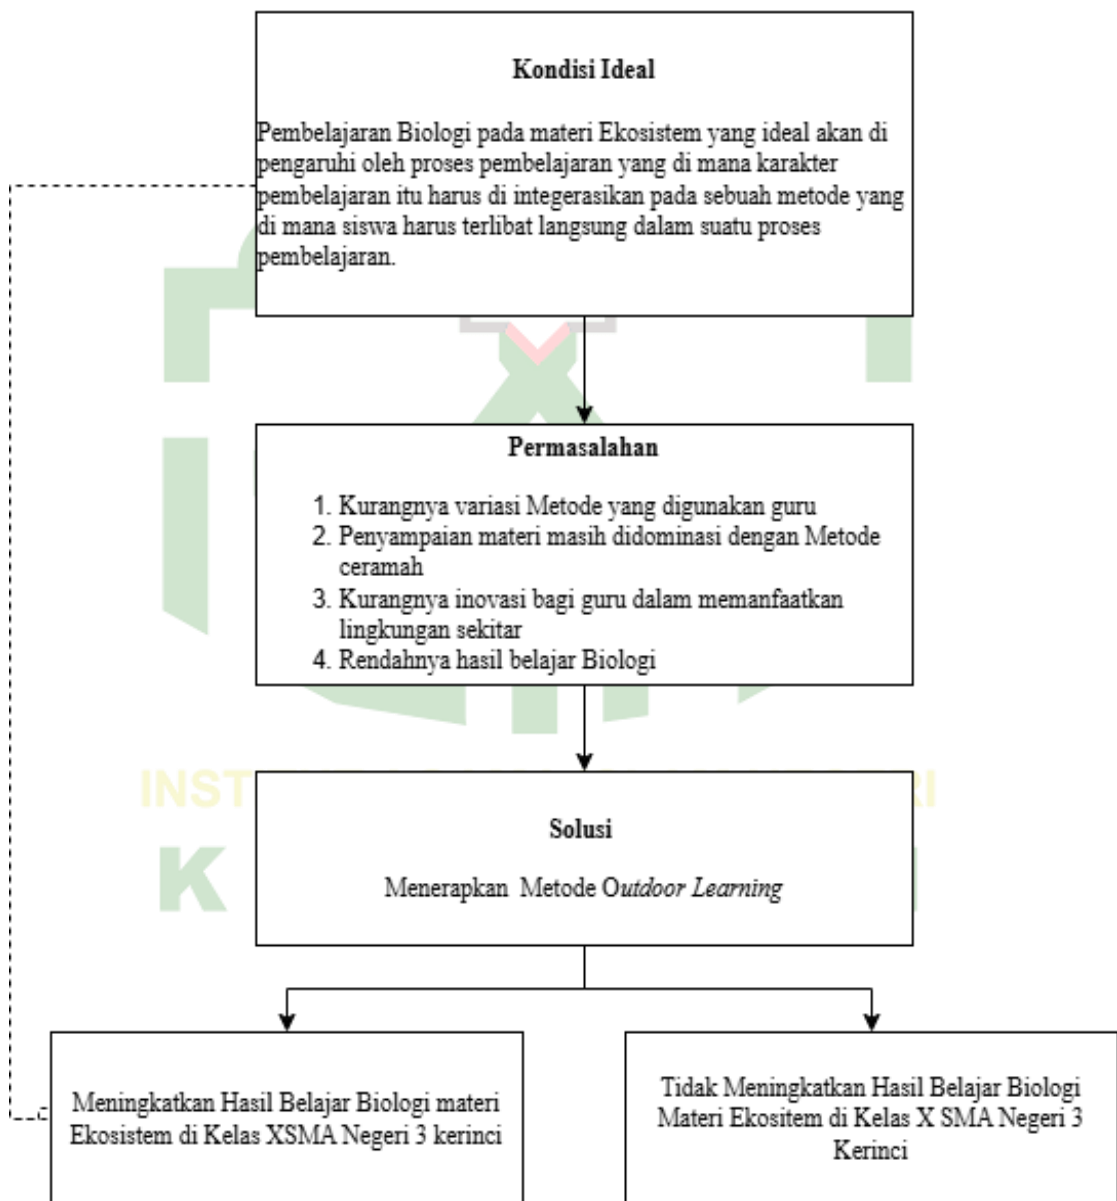 Kondisi Ideal
Pembelajaran Biologi pada materi Ekosistem yang ideal akan di
pengaruhi oleh proses pembelajaran yang di mana karakter
pembelajaran itu harus di integerasikan pada sebuah metode yang
di mana siswa harus terlibat langsung dalam suatu proses
pembelajaran.
Permasalahan
1. Kurangnya variasi Metode yang digunakan guru
2. Penyampaian materi masih didominasi dengan Metode
ceramah
3. Kurangnya inovasi bagi guru dalam memanfaatkan
lingkungan sekitar
4. Rendahnya hasil belajar Biologi
INST RI
Solusi
Menerapkan Metode Outdoor Learning
K I
Meningkatkan Hasil Belajar Biologi materi
Ekosistem di Kelas XSMA Negeri 3 kerinci
Tidak Meningkatkan Hasil Belajar Biologi
Materi Ekositem di Kelas X SMA Negeri 3
Kerinci